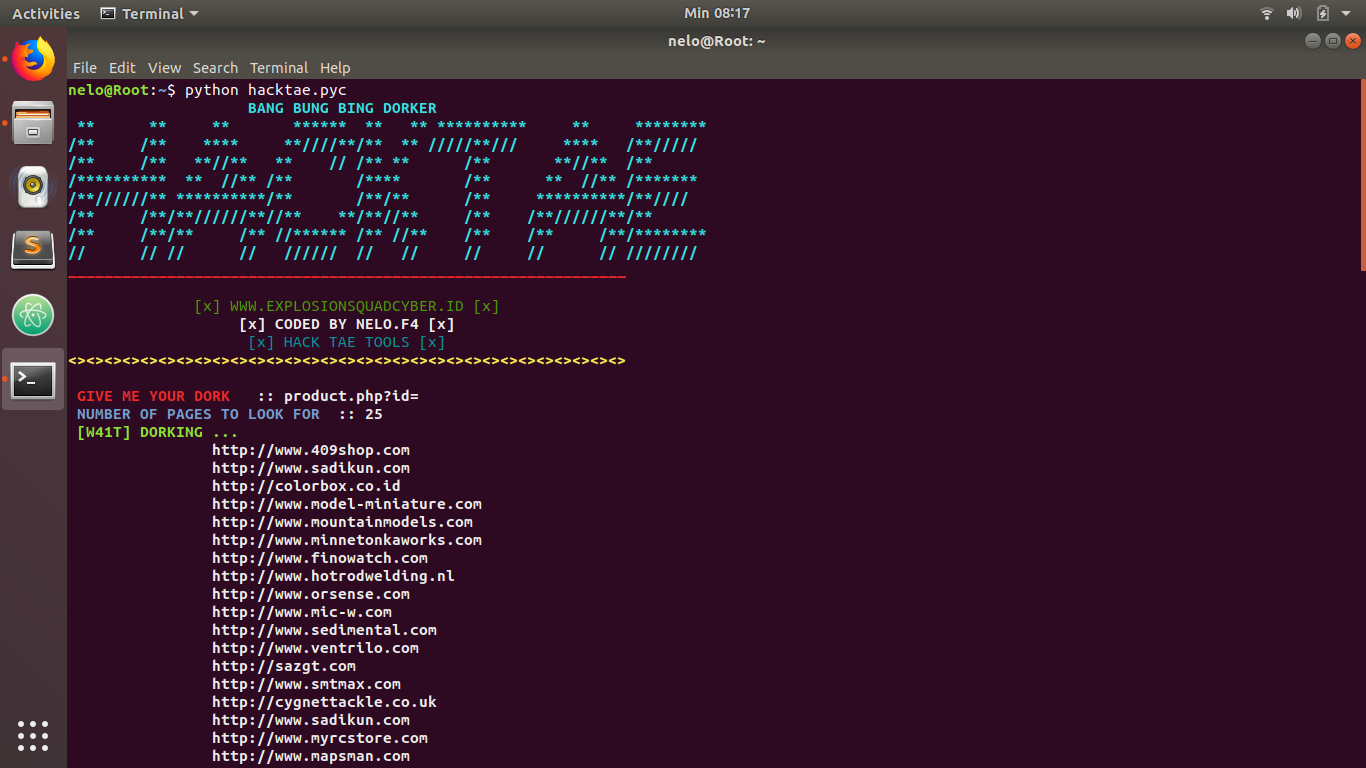 Activities Terminal Min 08:17
nelo@Root: ~
File Edit View Search Terminal Help
nelo@Root:~$ python hacktae.pyc
BANG BUNG BING DORKER
**      **     **       ******  **   ** **********     **     ********
/**     /**    ****     **////**/**  ** /////**///     ****   /**/////
/**     /**   **//**   **    // /** **      /**       **//**  /**
/**********  **  //** /**       /****       /**      **  //** /*******
/**//////** **********/**       /**/**      /**     **********/**////
/**     /**/**//////**//**    **/**//**     /**    /**//////**/**
/**     /**/**     /** //****** /** //**    /**    /**     /**/********
//      // //      //   //////  //   //     //     //      // ////////
______________________________________________________________
[x] WWW.EXPLOSIONSQUADCYBER.ID [x]
[x] CODED BY NELO.F4 [x]
[x] HACK TAE TOOLS [x]
<><><><><><><><><><><><><><><><><><><><><><><><><><><><><><><>
GIVE ME YOUR DORK :: product.php?id=
NUMBER OF PAGES TO LOOK FOR :: 25
[W41T] DORKING ...
http://www.409shop.com
http://www.sadikun.com
http://colorbox.co.id
http://www.model-miniature.com
http://www.mountainmodels.com
http://www.minnetonkaworks.com
http://www.finowatch.com
http://www.hotrodwelding.nl
http://www.orsense.com
http://www.mic-w.com
http://www.sedimental.com
http://www.ventrilo.com
http://sazgt.com
http://www.smtmax.com
http://cygnettackle.co.uk
http://www.sadikun.com
http://www.myrcstore.com
http://www.mapsman.com